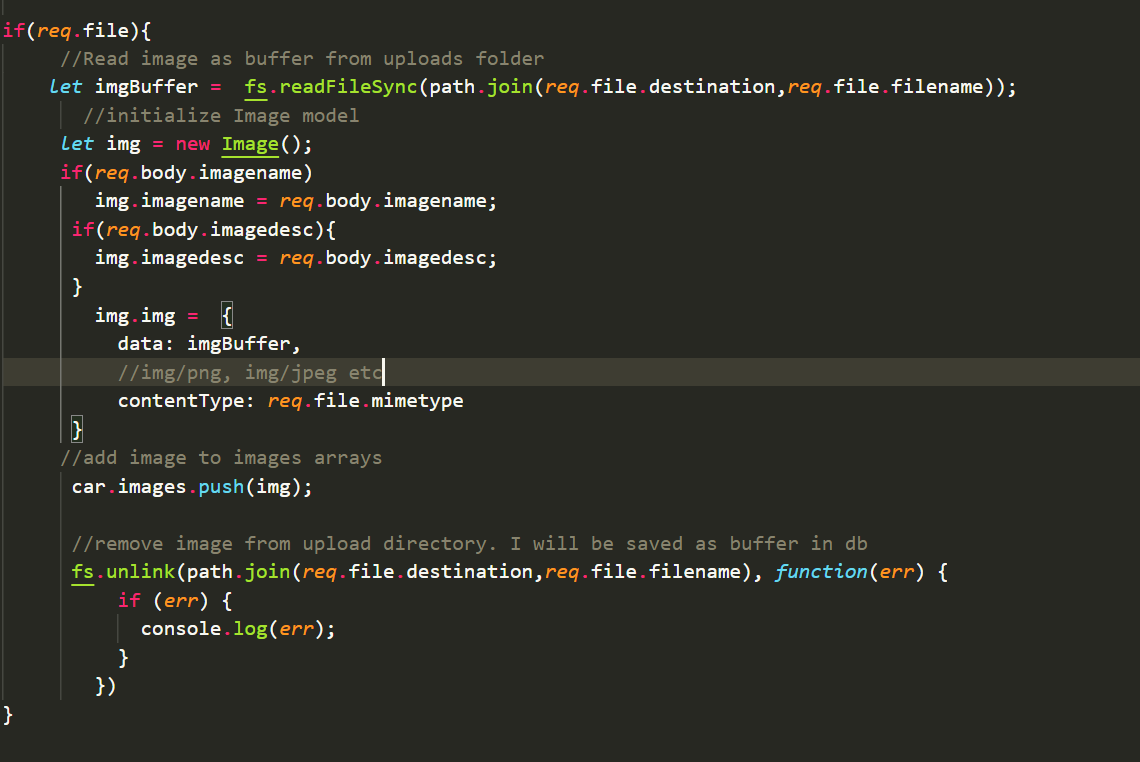 if(req.file){
//Read image as buffer from uploads folder
let imgBuffer =  fs.readFileSync(path.join(req.file.destination,req.file.filename));
//initialize Image model
let img = new Image();
if(req.body.imagename)
img.imagename = req.body.imagename;
if(req.body.imagedesc){
img.imagedesc = req.body.imagedesc;
}
img.img =  {
data: imgBuffer,
//img/png, img/jpeg etc
contentType: req.file.mimetype
}
//add image to images arrays
car.images.push(img);
//remove image from upload directory. I will be saved as buffer in db
fs.unlink(path.join(req.file.destination,req.file.filename), function(err) {
if (err) {
console.log(err);
}
})
}